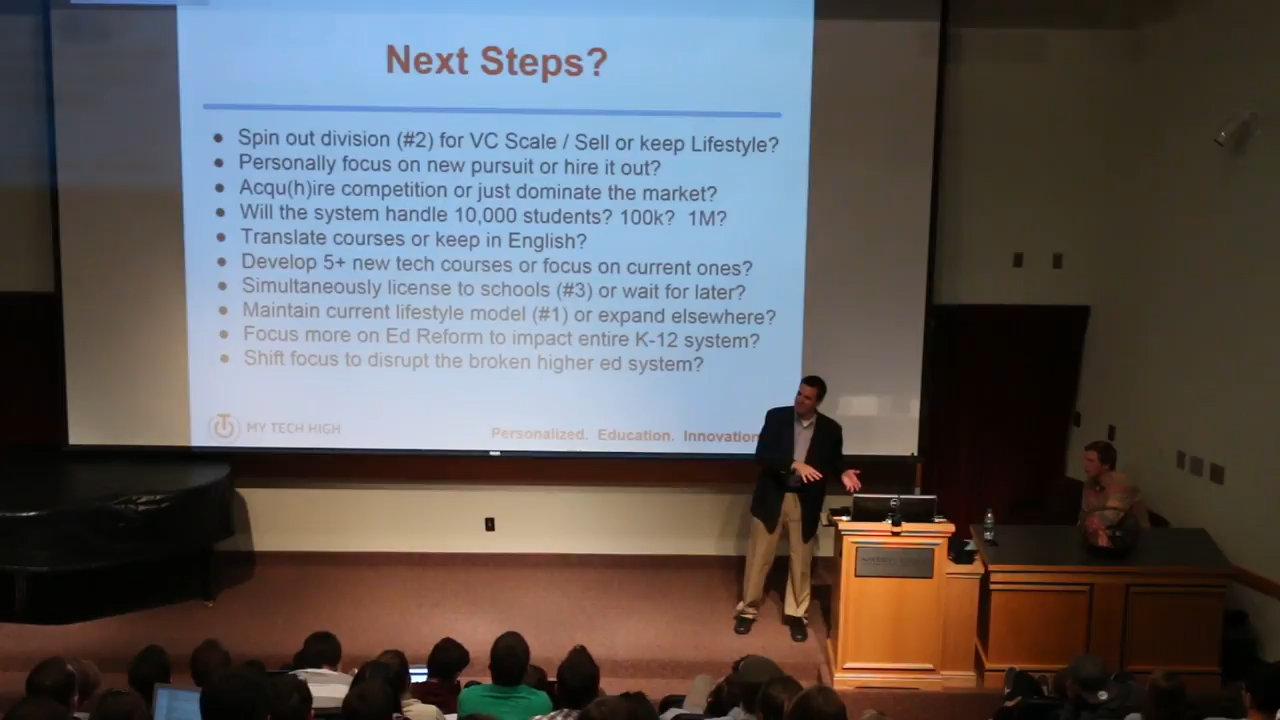 Next Steps?
● Spin out division (#2) for VC Scale / Sell or keep Lifestyle?
● Personally focus on new pursuit or hire it out?
● Acqu(h)ire competition or just dominate the market?
● Will the system handle 10,000 students? 100k? 1M?
● Translate courses or keep in English?
● Develop 5+ new tech courses or focus on current ones?
● Simultaneously license to schools (#3) or wait for later?
● Maintain current lifestyle model (#1) or expand elsewhere?
● Focus more on Ed Reform to impact entire K-12 system?
● Shift focus to disrupt the broken higher ed system?
MY TECH HIGH
Personalized. Education. Innovation